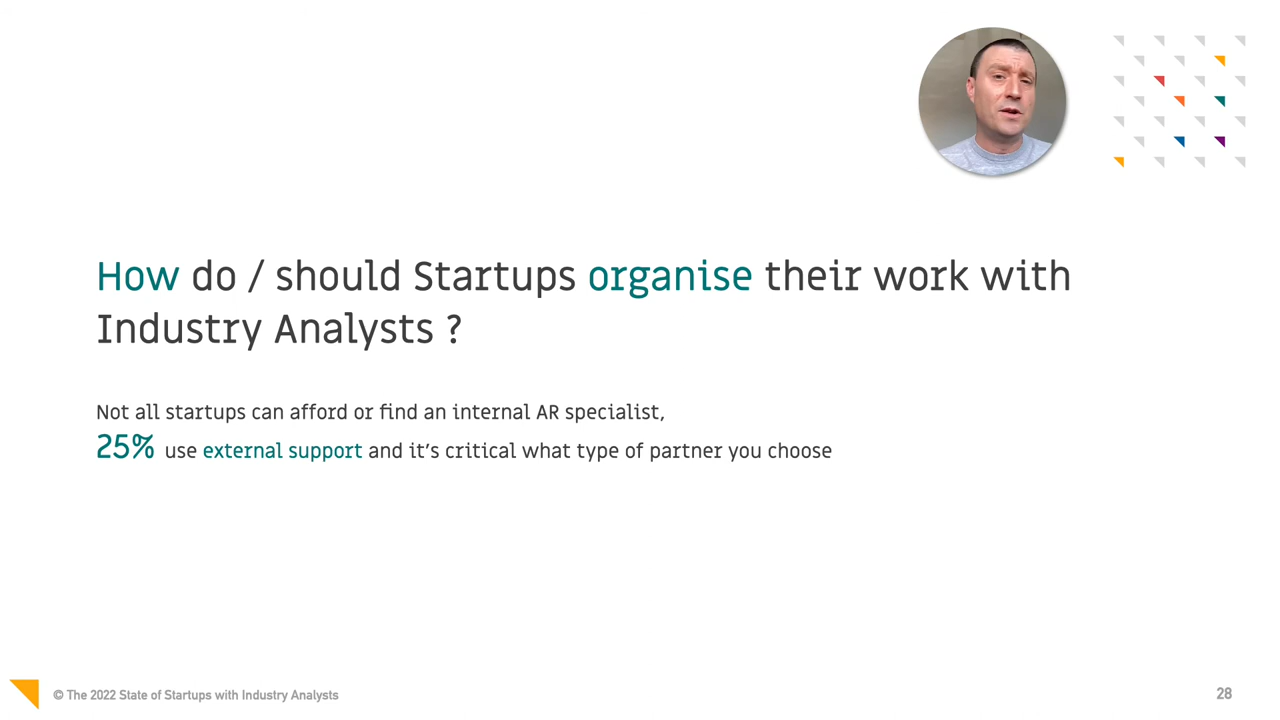 How do / should Startups organise their work with
Industry Analysts ?
Not all startups can afford or find an internal AR specialist,
25% use external support and it's critical what type of partner you choose
© The 2022 State of Startups with Industry Analysts
28